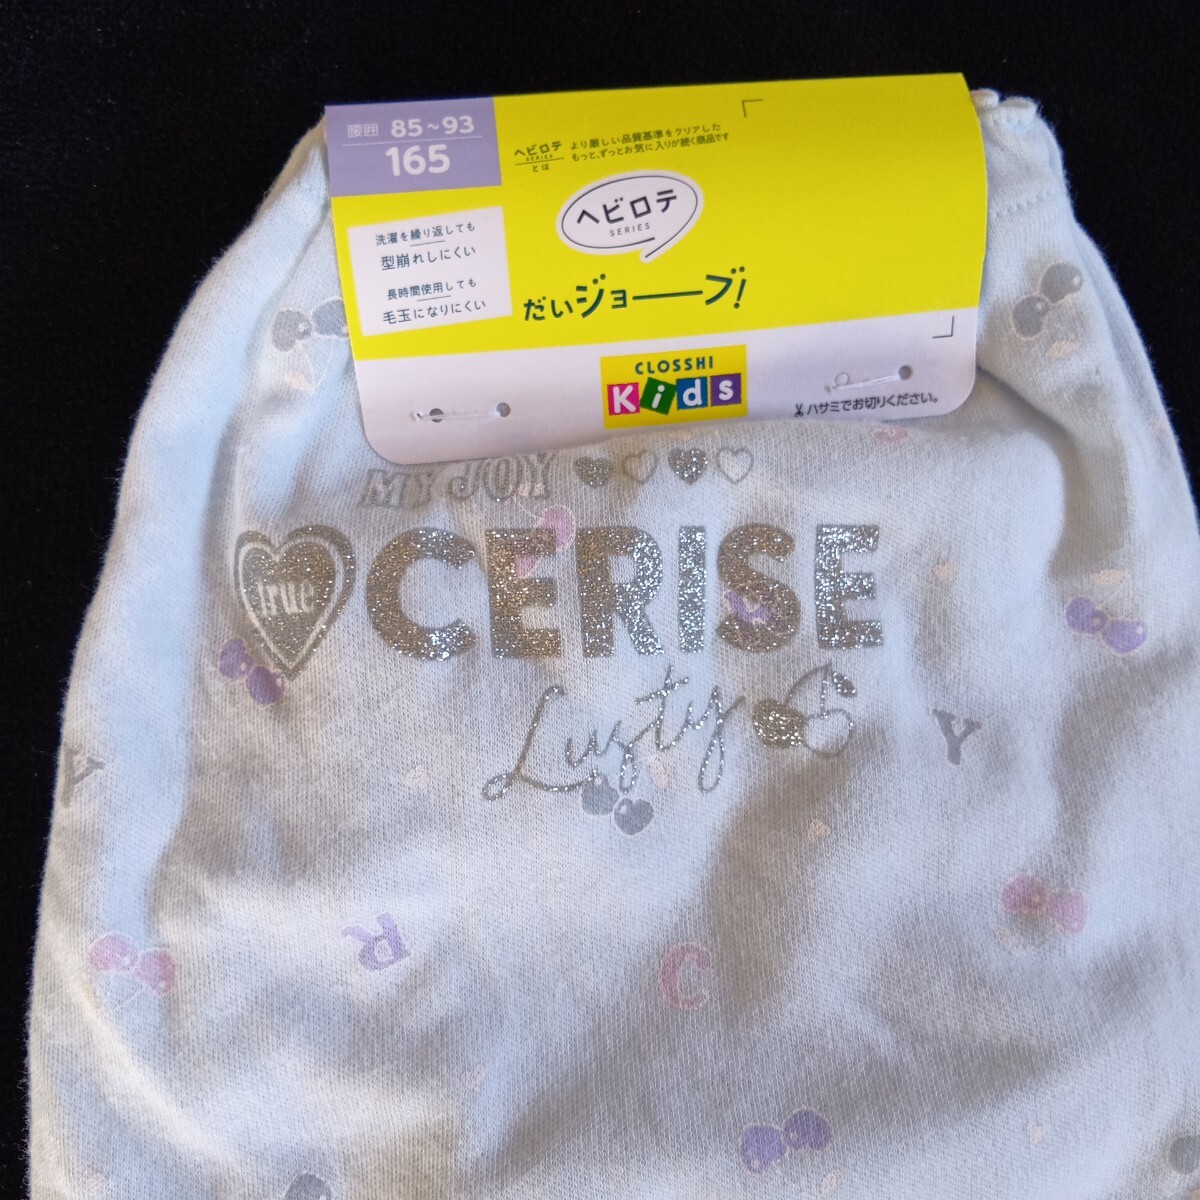 腰囲 85~93
165
洗濯を繰り返しても
型崩れしにくい
長時間使用しても
毛玉になりにくい
ヘビロテ
SERIES
とは
より厳しい品質基準をクリアした
もっと、ずっとお気に入りが続く商品です
ヘビロテ
SERIES
だいジョーブ!
CLOSSHI
Kids
ハサミでお切りください。
MY JOY
true
CERISE
Luzty
Y
Y
R
C